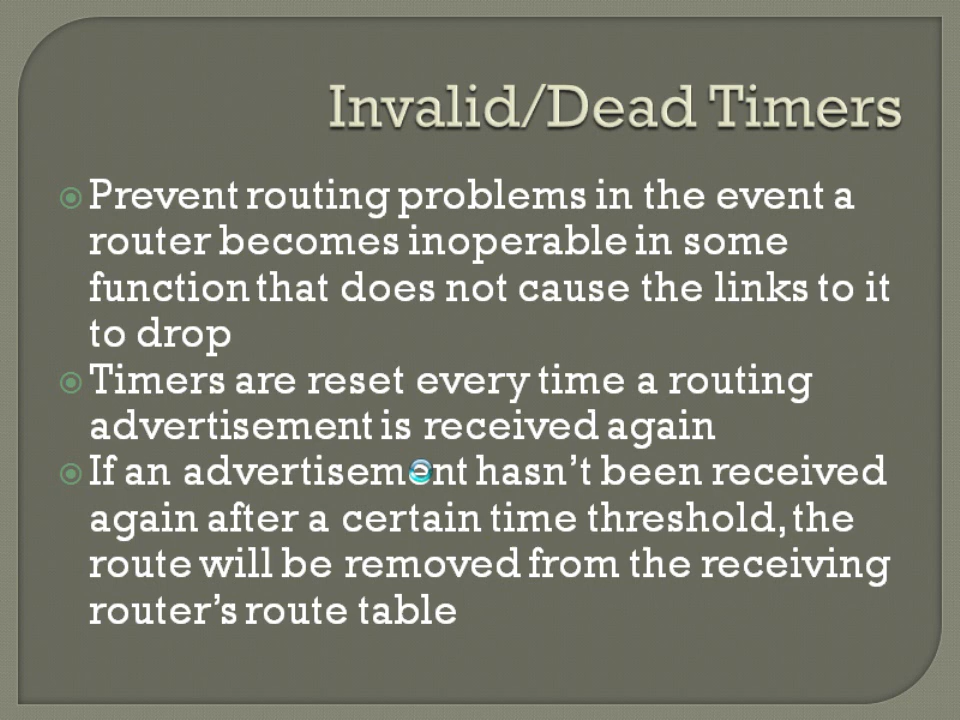 Invalid/Dead Timers
Prevent routing problems in the event a
router becomes inoperable in some
function that does not cause the links to it
to drop
Timers are reset every time a routing
advertisement is received again
If an advertisement hasn’t been received
again after a certain time threshold, the
route will be removed from the receiving
router’s route table